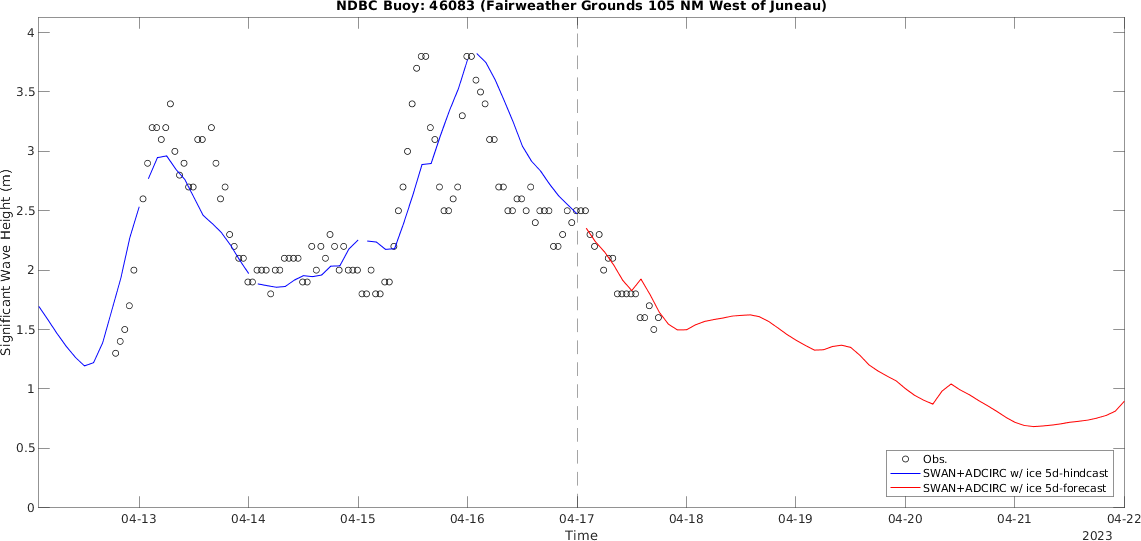 NDBC Buoy: 46083 (Fairweather Grounds 105 NM West of Juneau)
Significant Wave Height (m)
4
3.5
3
2.5
2
1.5
1
0.5
0
Obs.
SWAN+ADCIRC w/ ice 5d-hindcast
SWAN+ADCIRC w/ ice 5d-forecast
04-13 04-14 04-15 04-16 04-17 04-18 04-19 04-20 04-21 04-22
Time
2023